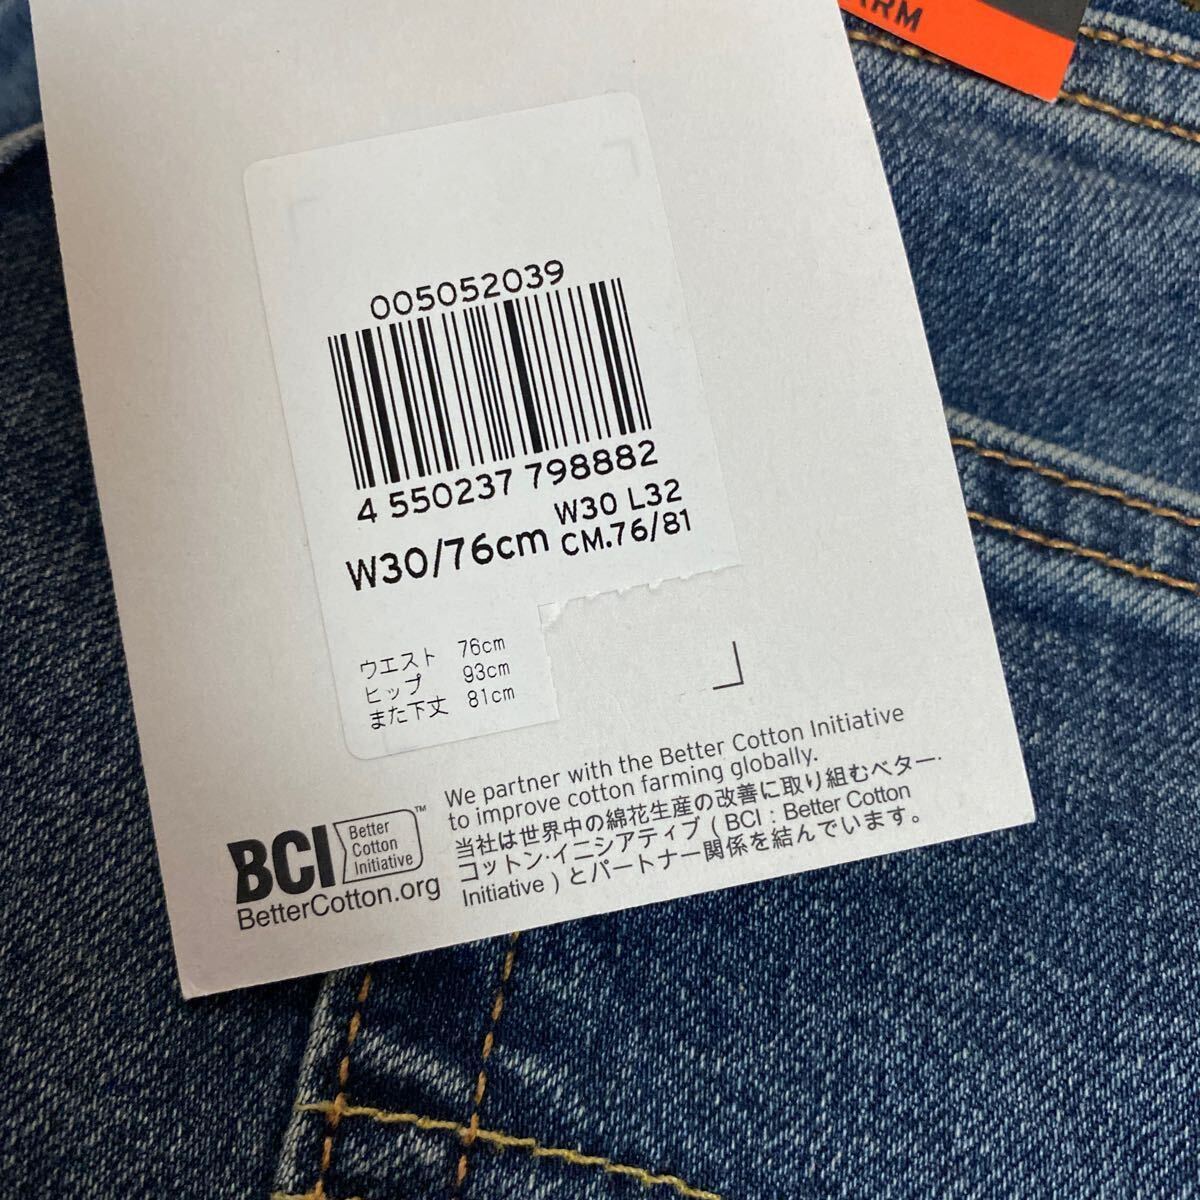 ARM
005052039
4 550237 798882
W30/76cm
W30 L32
CM.76/81
ウエスト 76cm
ヒップ 93cm
また下丈 81cm
We partner with the Better Cotton Initiative
to improve cotton farming globally.
当社は世界中の綿花生産の改善に取り組むベター・
コットン・イニシアティブ ( BCI : Better Cotton
Initiative ) とパートナー関係を結んでいます。
BCI
Better
Cotton
Initiative
™
BetterCotton.org